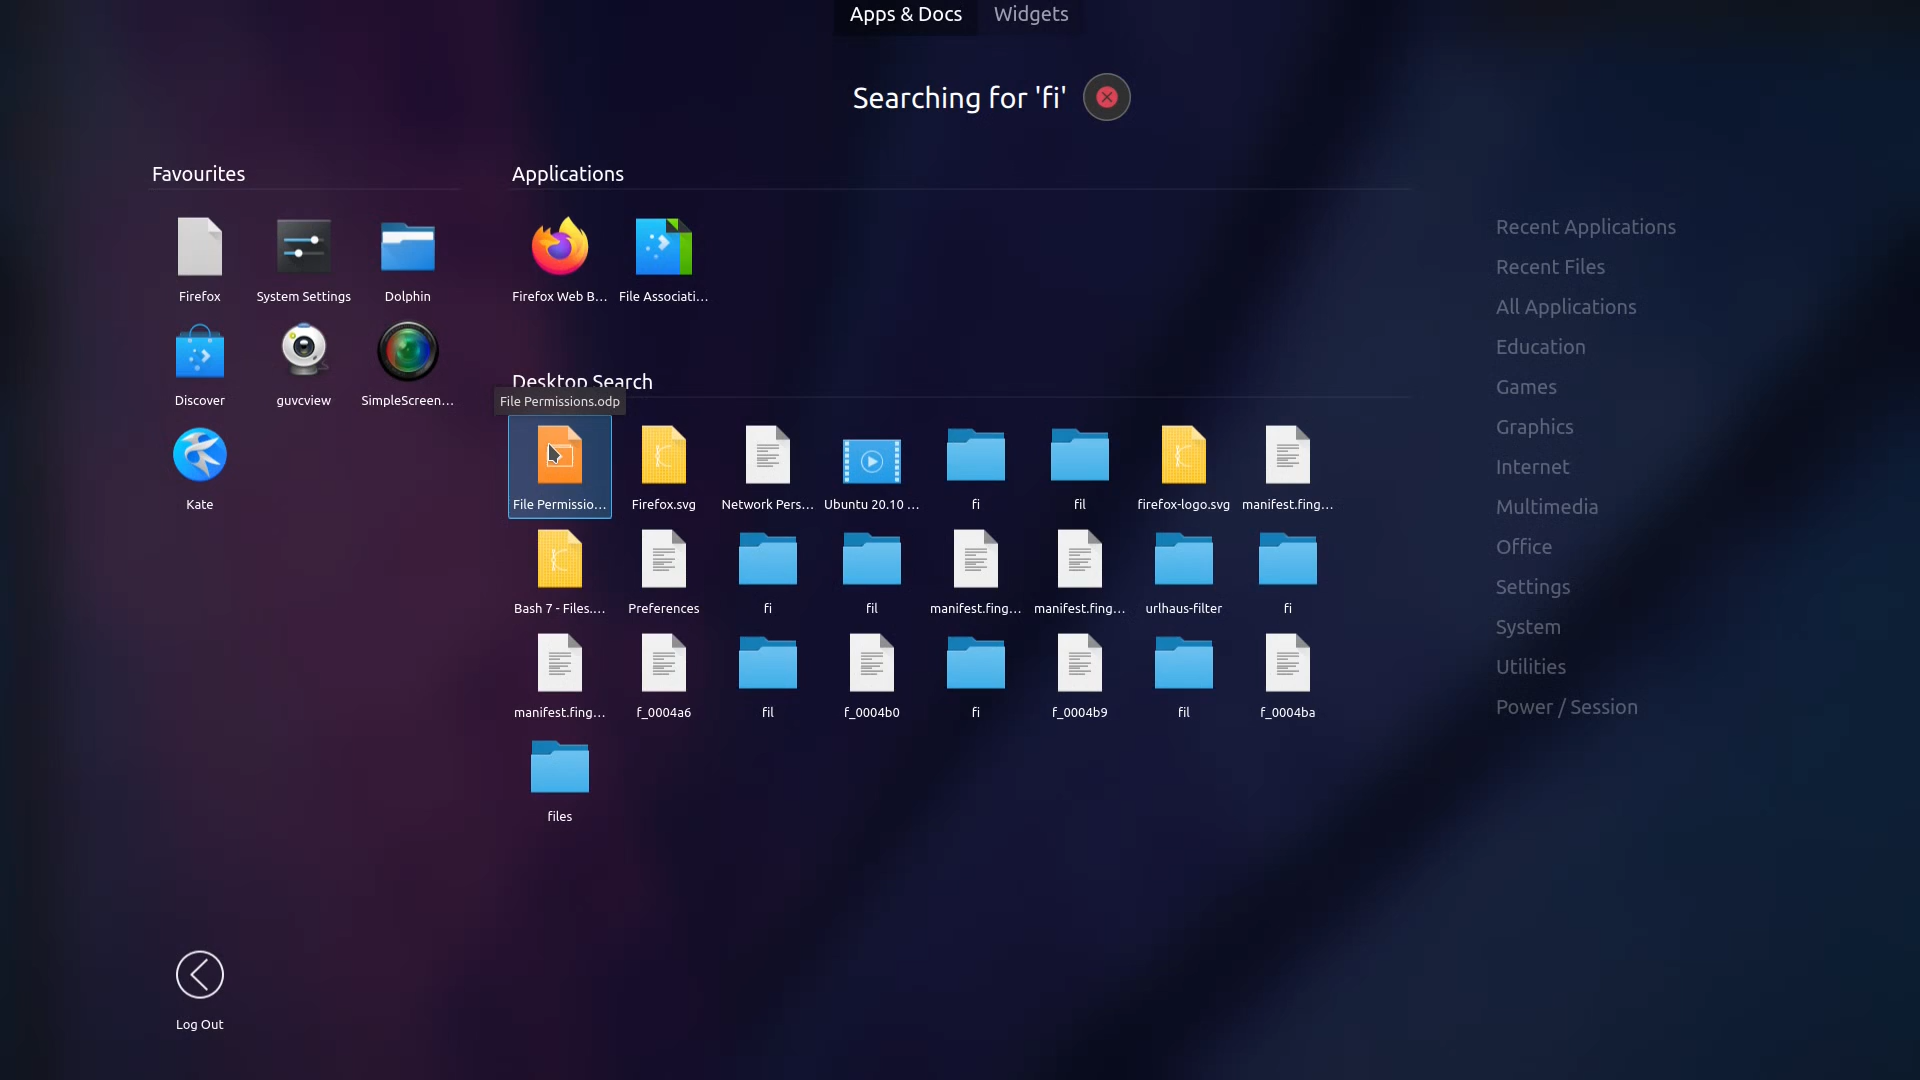 Apps & Docs
Widgets
Searching for 'fi'
Favourites
Firefox
System Settings
Dolphin
Discover
guvcview
SimpleScreen...
Kate
Applications
Firefox Web B...
File Associati...
Desktop Search
File Permissions.odp
File Permissio...
Firefox.svg
Network Pers...
Ubuntu 20.10 ...
fi
fil
firefox-logo.svg
manifest.fing...
Bash 7 - Files....
Preferences
fi
fil
manifest.fing...
manifest.fing...
urlhaus-filter
fi
manifest.fing...
f_0004a6
fil
f_0004b0
fi
f_0004b9
fil
f_0004ba
files
Recent Applications
Recent Files
All Applications
Education
Games
Graphics
Internet
Multimedia
Office
Settings
System
Utilities
Power / Session
Log Out